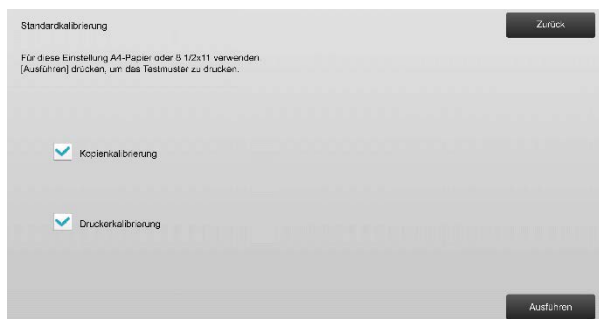 Standardkalibrierung
Zurück
Für diese Einstellung A4-Papier oder 8 1/2x11 verwenden
[Ausführen] drücken, um das Testmuster zu drucken.
Kopienkalibrierung
Druckerkalibrierung
Ausführen